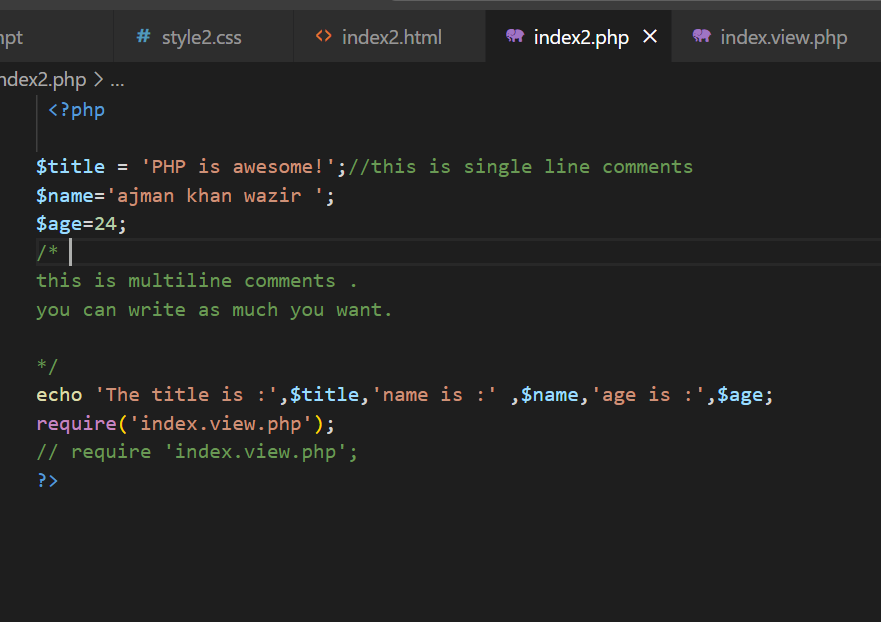 pt
# style2.css
<> index2.html
index2.php
index.view.php
ndex2.php > ...
<?php
$title = 'PHP is awesome!';//this is single line comments
$name='ajman khan wazir ';
$age=24;
/*
this is multiline comments .
you can write as much you want.
*/
echo 'The title is :',$title,'name is :' ,$name,'age is :',$age;
require('index.view.php');
// require 'index.view.php';
?>